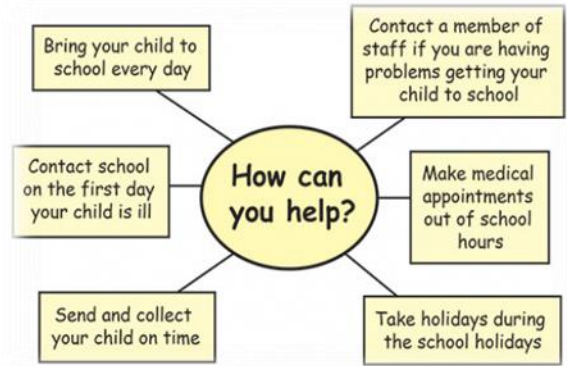 Bring your child to
school every day
Contact a member of
staff if you are having
problems getting your
child to school
Contact school
on the first day
your child is ill
How can
you help?
Make medical
appointments
out of school
hours
Send and collect
your child on time
Take holidays during
the school holidays